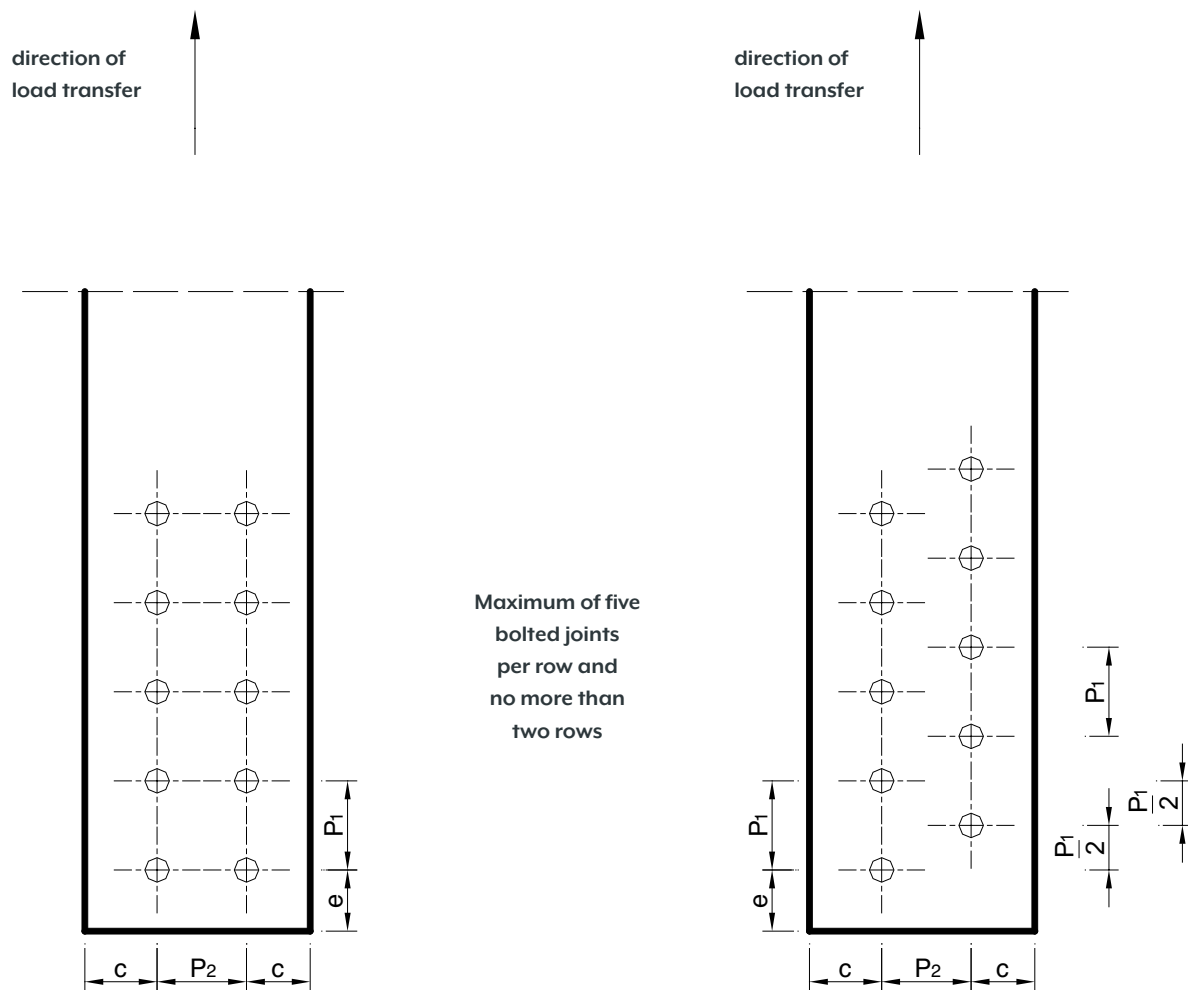 direction of
load transfer
direction of
load transfer
Maximum of five
bolted joints
per row and
no more than
two rows
P1
e
c
P2
c
P1
e
c
P2
c
P1
P1
2
P1
2